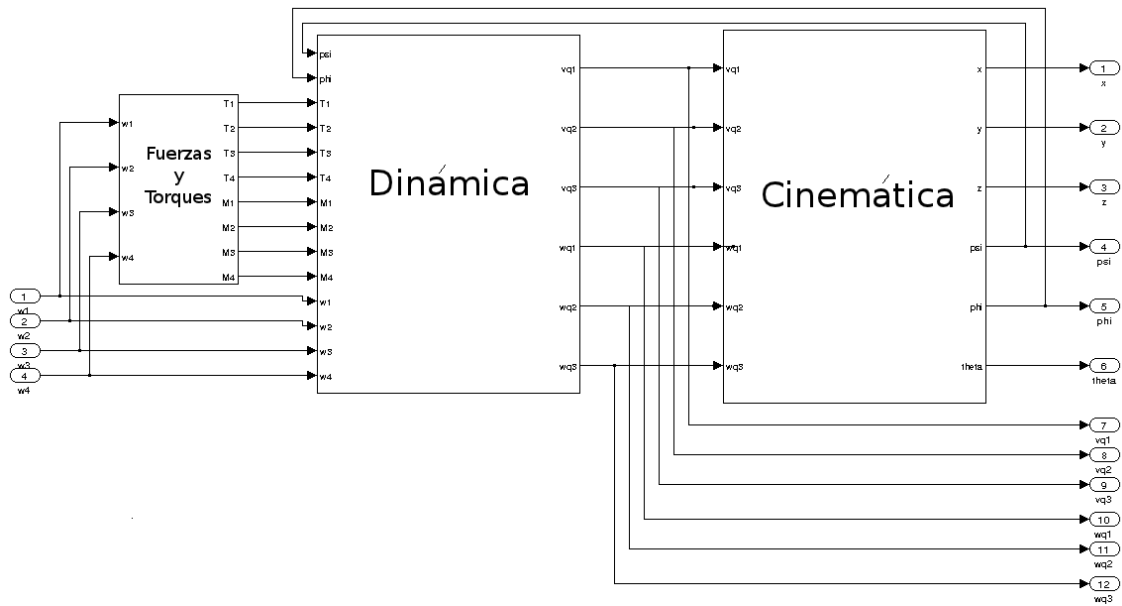 psi
phi
T1
T2
T3
T4
M1
M2
M3
M4
w1
w2
w3
w4
Dinámica
vq1
vq2
vq3
wq1
wq2
wq3
w1
w2
w3
w4
Fuerzas
y
Torques
T1
T2
T3
T4
M1
M2
M3
M4
1
w1
2
w2
3
w3
4
w4
vq1
vq2
vq3
wq1
wq2
wq3
Cinemática
x
y
z
psi
phi
theta
1
x
2
y
3
z
4
psi
5
phi
6
theta
7
vq1
8
vq2
9
vq3
10
wq1
11
wq2
12
wq3